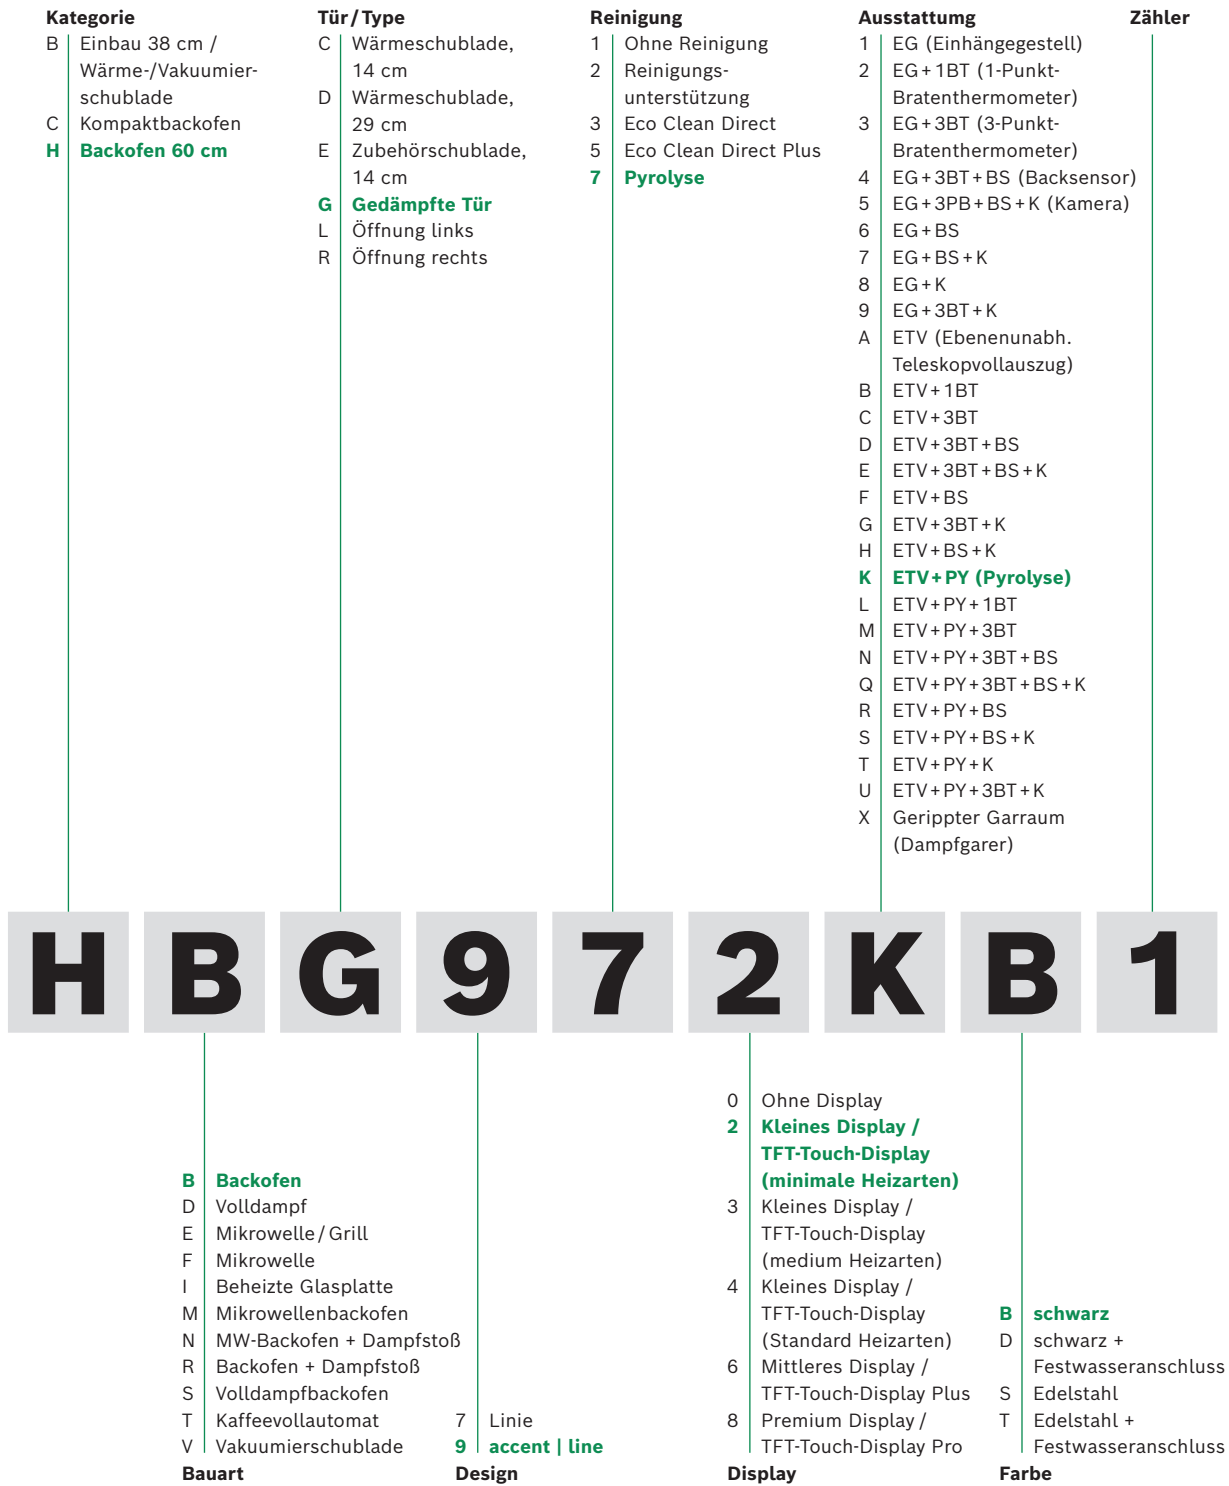 Kategorie
B Einbau 38 cm /
Wärme-/Vakuumier-
schublade
C Kompaktbackofen
H Backofen 60 cm
Tür / Type
C Wärmeschublade,
14 cm
D Wärmeschublade,
29 cm
E Zubehörschublade,
14 cm
G Gedämpfte Tür
L Öffnung links
R Öffnung rechts
Reinigung
1 Ohne Reinigung
2 Reinigungs-
unterstützung
3 Eco Clean Direct
5 Eco Clean Direct Plus
7 Pyrolyse
Ausstattumg
1 EG (Einhängegestell)
2 EG + 1BT (1-Punkt-
Bratenthermometer)
3 EG + 3BT (3-Punkt-
Bratenthermometer)
4 EG + 3BT + BS (Backsensor)
5 EG + 3PB + BS + K (Kamera)
6 EG + BS
7 EG + BS + K
8 EG + K
9 EG + 3BT + K
A ETV (Ebenenunabh.
Teleskopvollauszug)
B ETV + 1BT
C ETV + 3BT
D ETV + 3BT + BS
E ETV + 3BT + BS + K
F ETV + BS
G ETV + 3BT + K
H ETV + BS + K
K ETV + PY (Pyrolyse)
L ETV + PY + 1BT
M ETV + PY + 3BT
N ETV + PY + 3BT + BS
Q ETV + PY + 3BT + BS + K
R ETV + PY + BS
S ETV + PY + BS + K
T ETV + PY + K
U ETV + PY + 3BT + K
X Gerippter Garraum
(Dampfgarer)
Zähler
H B G 9 7 2 K B 1
B Backofen
D Volldampf
E Mikrowelle / Grill
F Mikrowelle
I Beheizte Glasplatte
M Mikrowellenbackofen
N MW-Backofen + Dampfstoß
R Backofen + Dampfstoß
S Volldampfbackofen
T Kaffeevollautomat
V Vakuumierschublade
Bauart
7 Linie
9 accent | line
Design
0 Ohne Display
2 Kleines Display /
TFT-Touch-Display
(minimale Heizarten)
3 Kleines Display /
TFT-Touch-Display
(medium Heizarten)
4 Kleines Display /
TFT-Touch-Display
(Standard Heizarten)
6 Mittleres Display /
TFT-Touch-Display Plus
8 Premium Display /
TFT-Touch-Display Pro
Display
B schwarz
D schwarz +
Festwasseranschluss
S Edelstahl
T Edelstahl +
Festwasseranschluss
Farbe